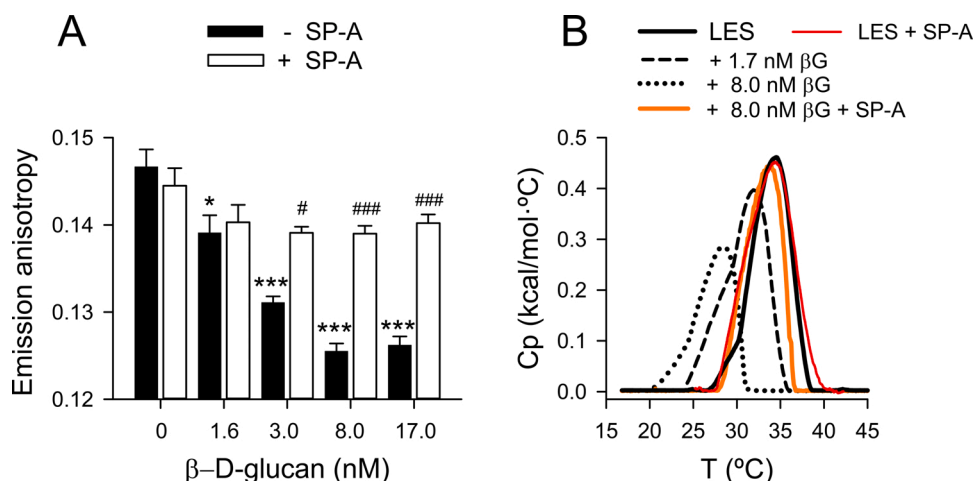 A
- SP-A
+ SP-A
Emission anisotropy
0.15
0.14
0.13
0.12
*
***
***
***
#
###
###
0
1.6
3.0
8.0
17.0
β–D-glucan (nM)
B
LES
LES + SP-A
+ 1.7 nM βG
+ 8.0 nM βG
+ 8.0 nM βG + SP-A
Cp (kcal/mol·ºC)
0.5
0.4
0.3
0.2
0.1
0.0
15
20
25
30
35
40
45
T (ºC)